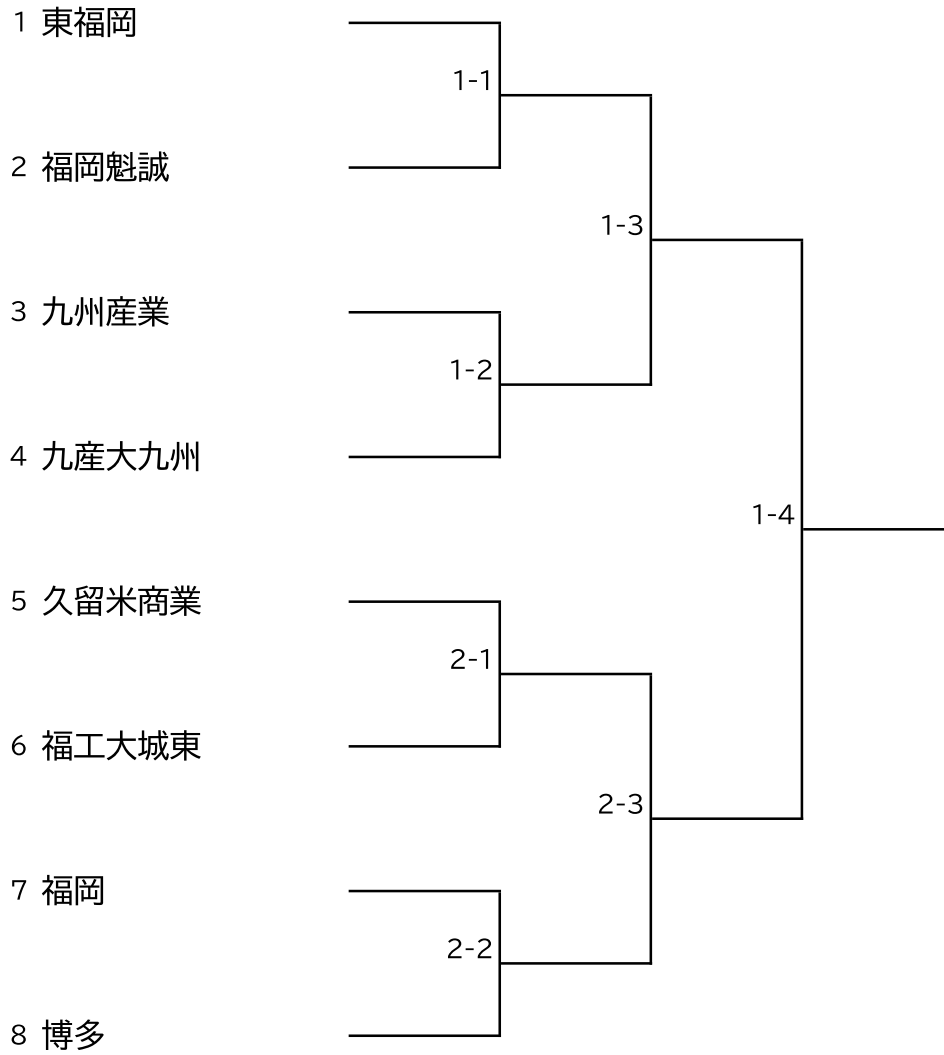 1 東福岡
1-1
2 福岡魁誠
1-3
3 九州産業
1-2
4 九産大九州
1-4
5 久留米商業
2-1
6 福工大城東
2-3
7 福岡
2-2
8 博多